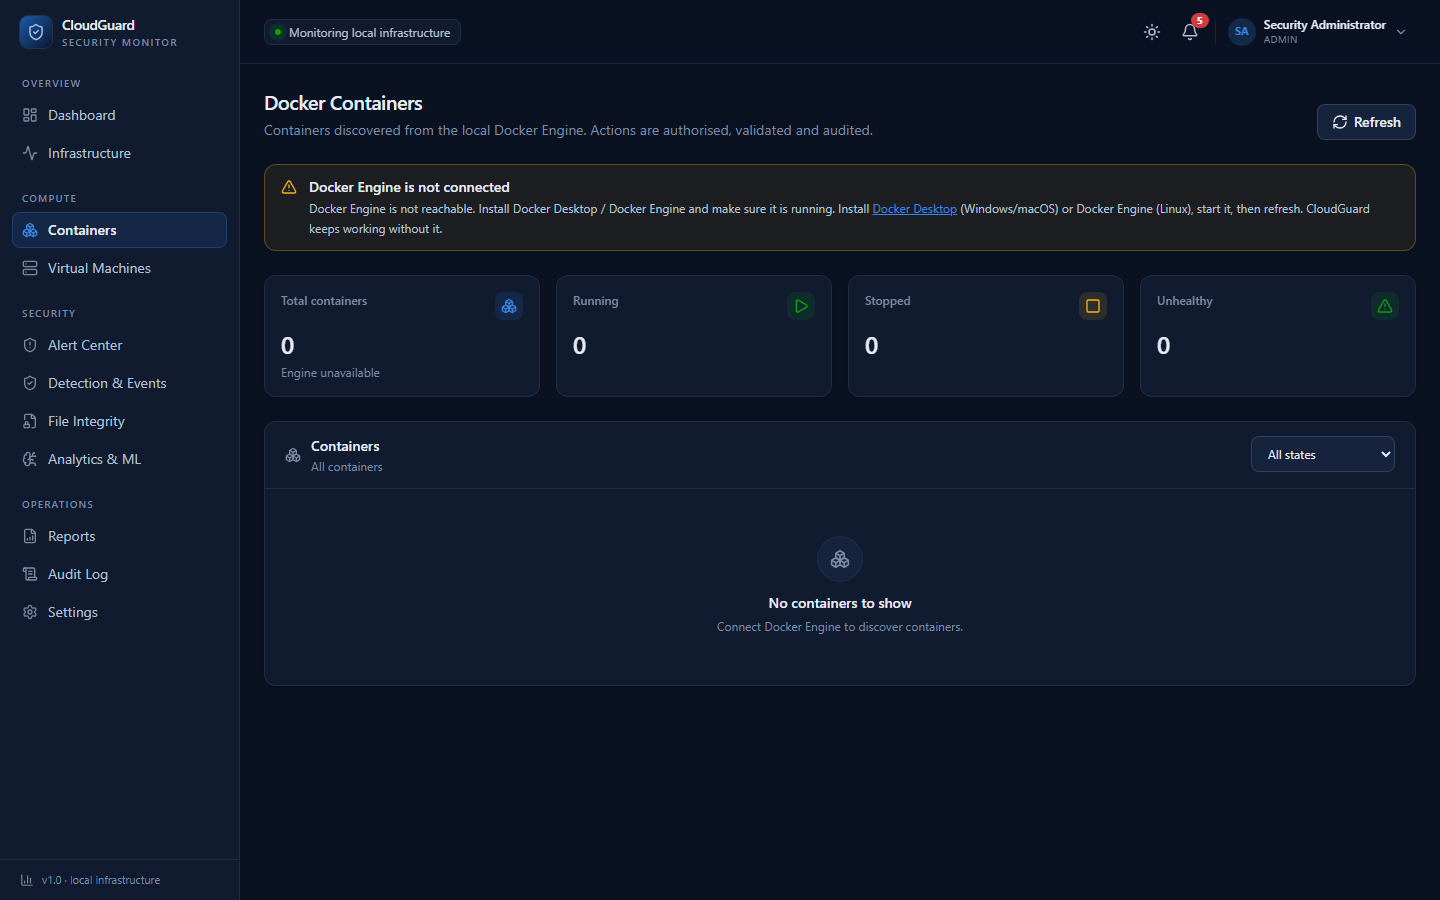 CloudGuard
SECURITY MONITOR
OVERVIEW
Dashboard
Infrastructure
COMPUTE
Containers
Virtual Machines
SECURITY
Alert Center
Detection & Events
File Integrity
Analytics & ML
OPERATIONS
Reports
Audit Log
Settings
v1.0 · local infrastructure
Monitoring local infrastructure
5
SA
Security Administrator
ADMIN
Docker Containers
Containers discovered from the local Docker Engine. Actions are authorised, validated and audited.
Refresh
Docker Engine is not connected
Docker Engine is not reachable. Install Docker Desktop / Docker Engine and make sure it is running. Install Docker Desktop (Windows/macOS) or Docker Engine (Linux), start it, then refresh. CloudGuard
keeps working without it.
Total containers
0
Engine unavailable
Running
0
Stopped
0
Unhealthy
0
Containers
All containers
All states
No containers to show
Connect Docker Engine to discover containers.